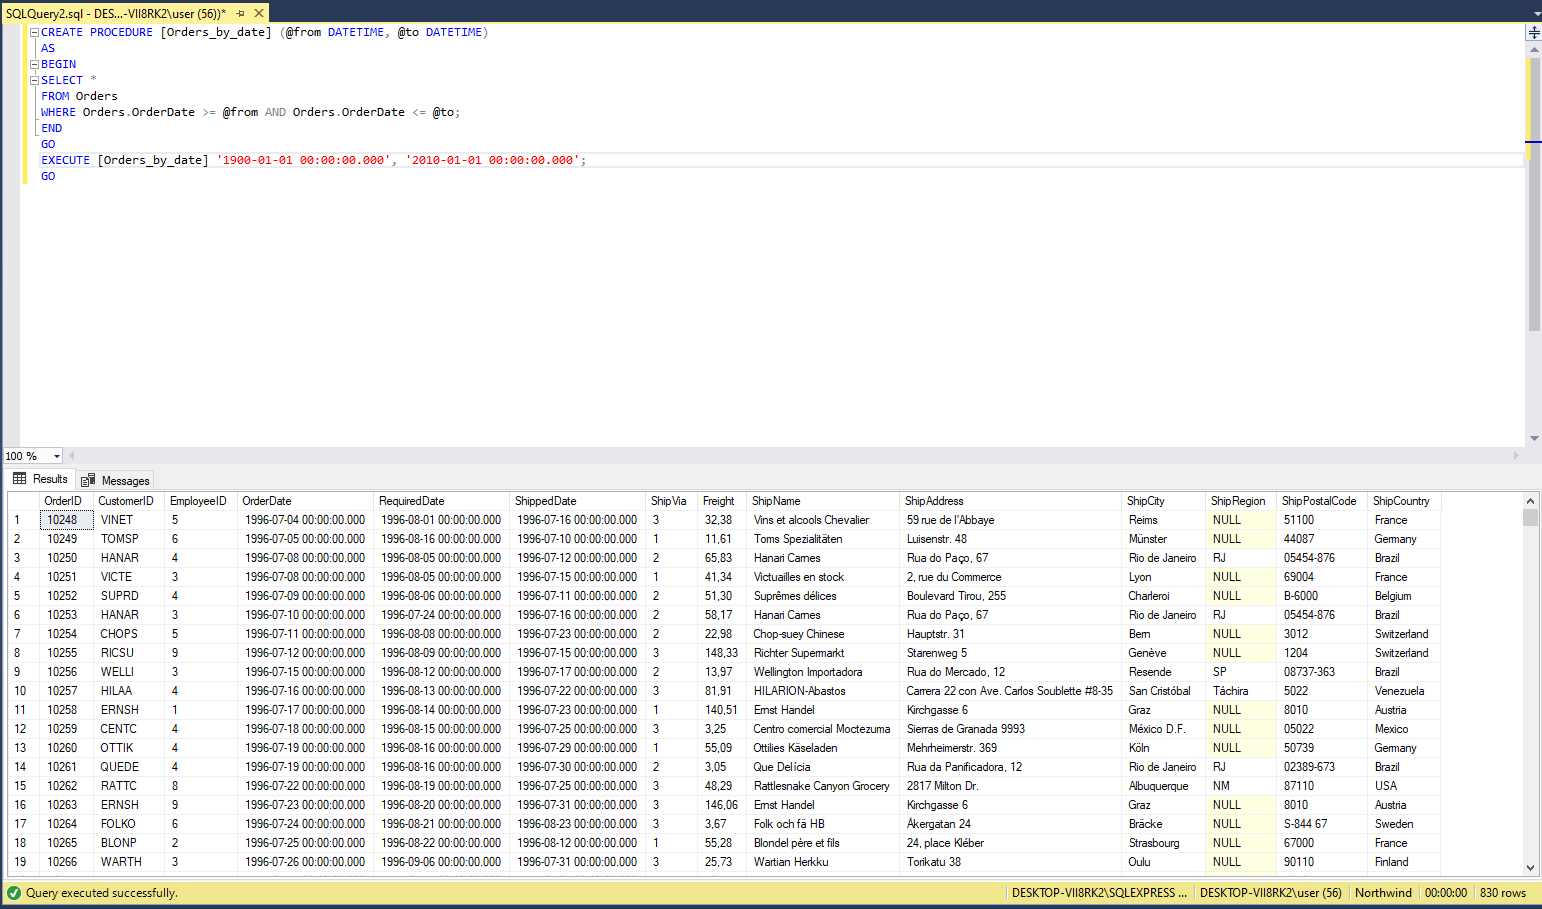 SQLQuery2.sql - DES...-VII8RK2\user (56))*
CREATE PROCEDURE [Orders_by_date] (@from DATETIME, @to DATETIME)
AS
BEGIN
SELECT *
FROM Orders
WHERE Orders.OrderDate >= @from AND Orders.OrderDate <= @to;
END
GO
EXECUTE [Orders_by_date] '1900-01-01 00:00:00.000', '2010-01-01 00:00:00.000';
GO
100 %
Results Messages
OrderID CustomerID EmployeeID OrderDate RequiredDate ShippedDate ShipVia Freight ShipName ShipAddress ShipCity ShipRegion ShipPostalCode ShipCountry
1 10248 VINET 5 1996-07-04 00:00:00.000 1996-08-01 00:00:00.000 1996-07-16 00:00:00.000 3 32,38 Vins et alcools Chevalier 59 rue de l'Abbaye Reims NULL 51100 France
2 10249 TOMSP 6 1996-07-05 00:00:00.000 1996-08-16 00:00:00.000 1996-07-10 00:00:00.000 1 11,61 Toms Spezialitäten Luisenstr. 48 Münster NULL 44087 Germany
3 10250 HANAR 4 1996-07-08 00:00:00.000 1996-08-05 00:00:00.000 1996-07-12 00:00:00.000 2 65,83 Hanari Carnes Rua do Paço, 67 Rio de Janeiro RJ 05454-876 Brazil
4 10251 VICTE 3 1996-07-08 00:00:00.000 1996-08-05 00:00:00.000 1996-07-15 00:00:00.000 1 41,34 Victuailles en stock 2, rue du Commerce Lyon NULL 69004 France
5 10252 SUPRD 4 1996-07-09 00:00:00.000 1996-08-06 00:00:00.000 1996-07-11 00:00:00.000 2 51,30 Suprêmes délices Boulevard Tirou, 255 Charleroi NULL B-6000 Belgium
6 10253 HANAR 3 1996-07-10 00:00:00.000 1996-07-24 00:00:00.000 1996-07-16 00:00:00.000 2 58,17 Hanari Carnes Rua do Paço, 67 Rio de Janeiro RJ 05454-876 Brazil
7 10254 CHOPS 5 1996-07-11 00:00:00.000 1996-08-08 00:00:00.000 1996-07-23 00:00:00.000 2 22,98 Chop-suey Chinese Hauptstr. 31 Bern NULL 3012 Switzerland
8 10255 RICSU 9 1996-07-12 00:00:00.000 1996-08-09 00:00:00.000 1996-07-15 00:00:00.000 3 148,33 Richter Supermarkt Starenweg 5 Genève NULL 1204 Switzerland
9 10256 WELLI 3 1996-07-15 00:00:00.000 1996-08-12 00:00:00.000 1996-07-17 00:00:00.000 2 13,97 Wellington Importadora Rua do Mercado, 12 Resende SP 08737-363 Brazil
10 10257 HILAA 4 1996-07-16 00:00:00.000 1996-08-13 00:00:00.000 1996-07-22 00:00:00.000 3 81,91 HILARION-Abastos Carrera 22 con Ave. Carlos Soublette #8-35 San Cristóbal Táchira 5022 Venezuela
11 10258 ERNSH 1 1996-07-17 00:00:00.000 1996-08-14 00:00:00.000 1996-07-23 00:00:00.000 1 140,51 Ernst Handel Kirchgasse 6 Graz NULL 8010 Austria
12 10259 CENTC 4 1996-07-18 00:00:00.000 1996-08-15 00:00:00.000 1996-07-25 00:00:00.000 3 3,25 Centro comercial Moctezuma Sierras de Granada 9993 México D.F. NULL 05022 Mexico
13 10260 OTTIK 4 1996-07-19 00:00:00.000 1996-08-16 00:00:00.000 1996-07-29 00:00:00.000 1 55,09 Ottilies Käseladen Mehrheimerstr. 369 Köln NULL 50739 Germany
14 10261 QUEDE 4 1996-07-19 00:00:00.000 1996-08-16 00:00:00.000 1996-07-30 00:00:00.000 2 3,05 Que Delícia Rua da Panificadora, 12 Rio de Janeiro RJ 02389-673 Brazil
15 10262 RATTC 8 1996-07-22 00:00:00.000 1996-08-19 00:00:00.000 1996-07-25 00:00:00.000 3 48,29 Rattlesnake Canyon Grocery 2817 Milton Dr. Albuquerque NM 87110 USA
16 10263 ERNSH 9 1996-07-23 00:00:00.000 1996-08-20 00:00:00.000 1996-07-31 00:00:00.000 3 146,06 Ernst Handel Kirchgasse 6 Graz NULL 8010 Austria
17 10264 FOLKO 6 1996-07-24 00:00:00.000 1996-08-21 00:00:00.000 1996-08-23 00:00:00.000 3 3,67 Folk och fä HB Åkergatan 24 Bräcke NULL S-844 67 Sweden
18 10265 BLONP 2 1996-07-25 00:00:00.000 1996-08-22 00:00:00.000 1996-08-12 00:00:00.000 1 55,28 Blondel père et fils 24, place Kléber Strasbourg NULL 67000 France
19 10266 WARTH 3 1996-07-26 00:00:00.000 1996-09-06 00:00:00.000 1996-07-31 00:00:00.000 3 25,73 Wartian Herkku Torikatu 38 Oulu NULL 90110 Finland
Query executed successfully. DESKTOP-VII8RK2\SQLEXPRESS ... DESKTOP-VII8RK2\user (56) Northwind 00:00:00 830 rows